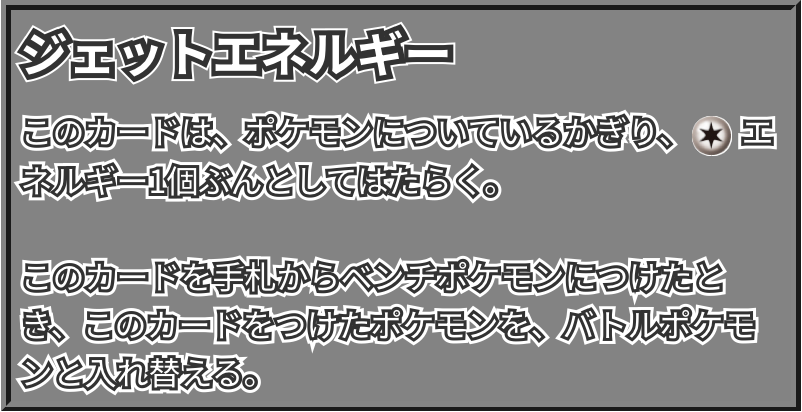 ジェットエネルギー
このカードは、ポケモンについているかぎり、エ
ネルギー1個ぶんとしてはたらく。
このカードを手札からベンチポケモンにつけたと
き、このカードをつけたポケモンを、バトルポケモ
ンと入れ替える。